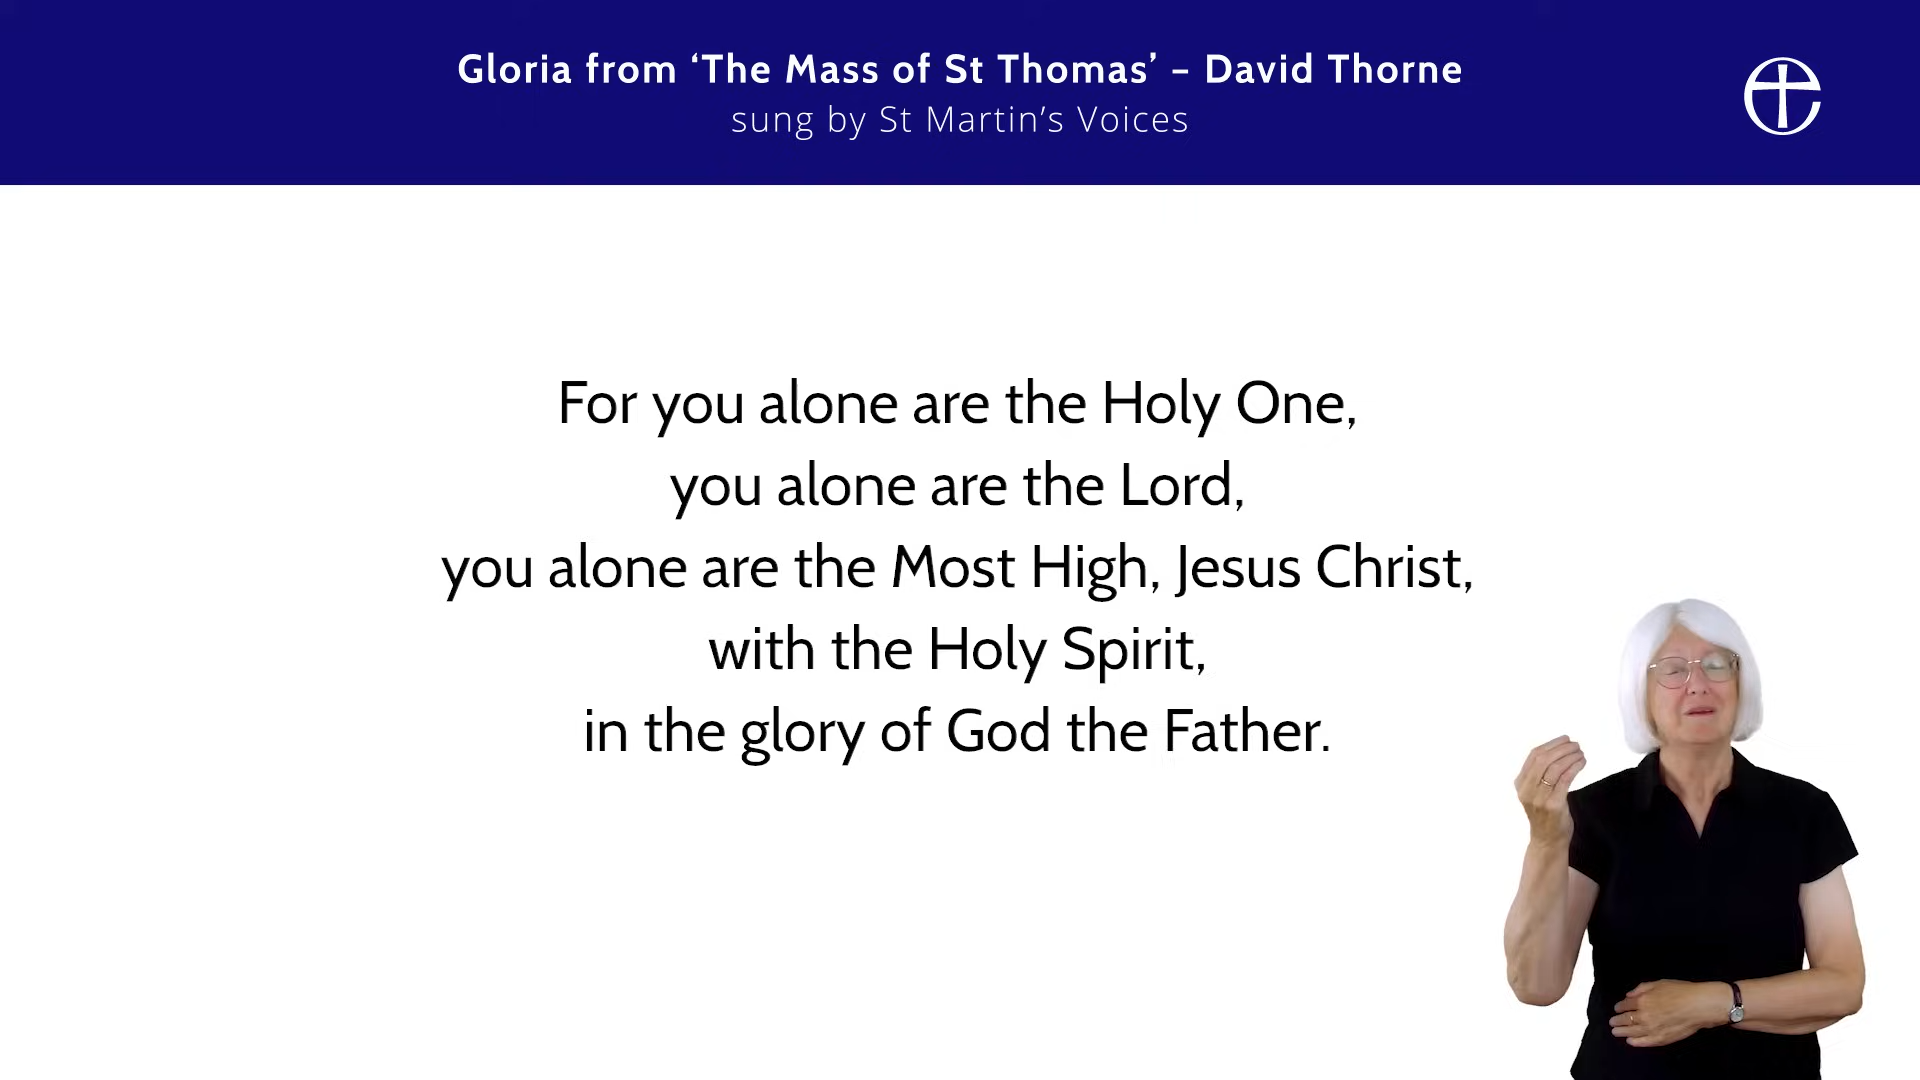 Gloria from ‘The Mass of St Thomas’ – David Thorne
sung by St Martin’s Voices
For you alone are the Holy One,
you alone are the Lord,
you alone are the Most High, Jesus Christ,
with the Holy Spirit,
in the glory of God the Father.